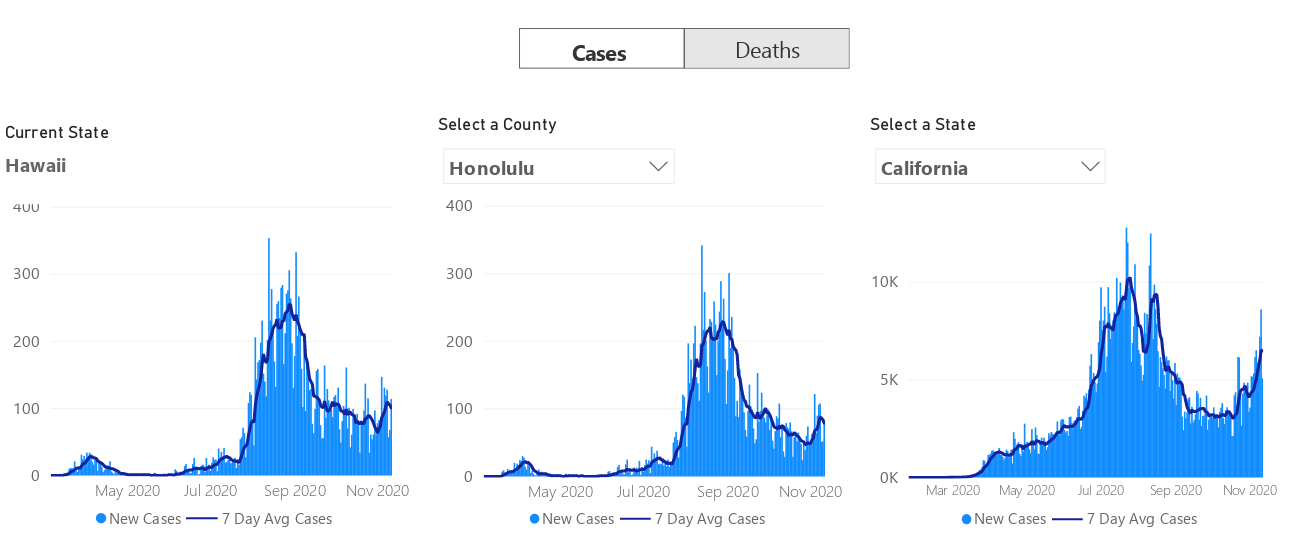 Cases Deaths
Current State
Hawaii
400
300
200
100
0
May 2020 Jul 2020 Sep 2020 Nov 2020
New Cases 7 Day Avg Cases
Select a County
Honolulu
400
300
200
100
0
May 2020 Jul 2020 Sep 2020 Nov 2020
New Cases 7 Day Avg Cases
Select a State
California
10K
5K
0K
Mar 2020 May 2020 Jul 2020 Sep 2020 Nov 2020
New Cases 7 Day Avg Cases